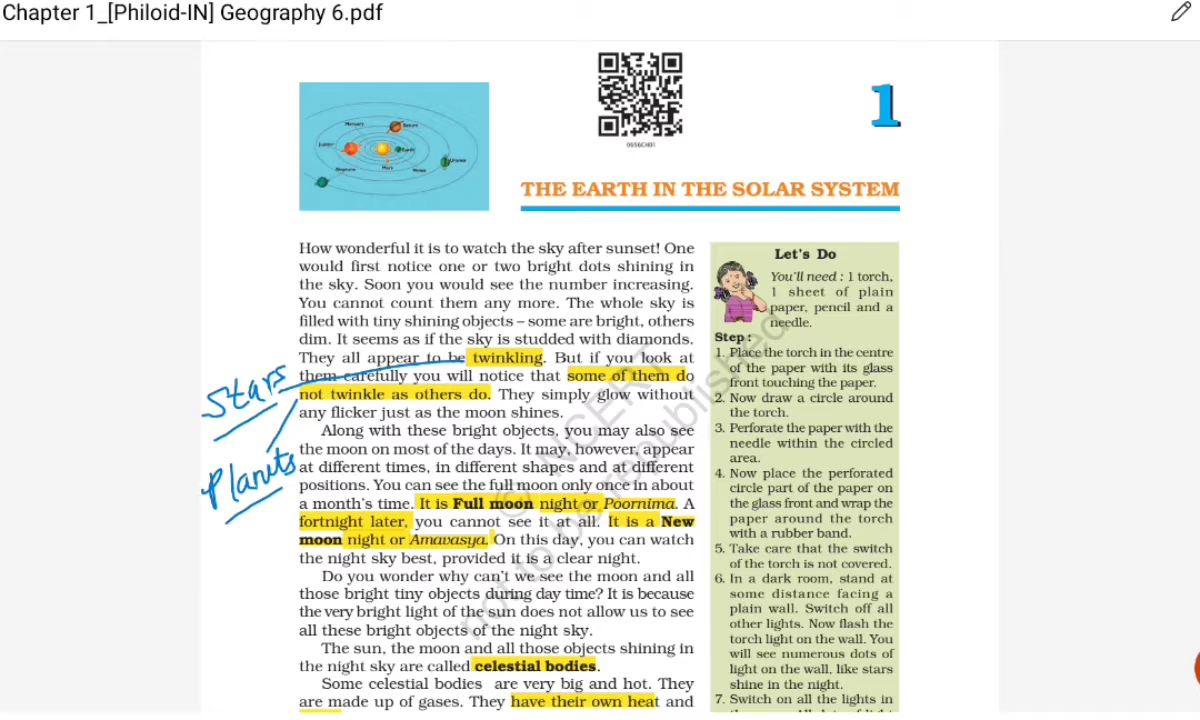 Chapter 1_[Philoid-IN] Geography 6.pdf
Mercury
Saturn
Jupiter
Earth
Mars
Venus
Uranus
Neptune
0656CH01
1
THE EARTH IN THE SOLAR SYSTEM
How wonderful it is to watch the sky after sunset! One
would first notice one or two bright dots shining in
the sky. Soon you would see the number increasing.
You cannot count them any more. The whole sky is
filled with tiny shining objects – some are bright, others
dim. It seems as if the sky is studded with diamonds.
They all appear to be twinkling. But if you look at
them carefully you will notice that some of them do
not twinkle as others do. They simply glow without
any flicker just as the moon shines.
Along with these bright objects, you may also see
the moon on most of the days. It may, however, appear
at different times, in different shapes and at different
positions. You can see the full moon only once in about
a month's time. It is Full moon night or Poornima. A
fortnight later, you cannot see it at all. It is a New
moon night or Amavasya. On this day, you can watch
the night sky best, provided it is a clear night.
Do you wonder why can't we see the moon and all
those bright tiny objects during day time? It is because
the very bright light of the sun does not allow us to see
all these bright objects of the night sky.
The sun, the moon and all those objects shining in
the night sky are called celestial bodies.
Some celestial bodies are very big and hot. They
are made up of gases. They have their own heat and
Stars
Planets
Let's Do
You'll need : 1 torch,
1 sheet of plain
paper, pencil and a
needle.
Step :
1. Place the torch in the centre
of the paper with its glass
front touching the paper.
2. Now draw a circle around
the torch.
3. Perforate the paper with the
needle within the circled
area.
4. Now place the perforated
circle part of the paper on
the glass front and wrap the
paper around the torch
with a rubber band.
5. Take care that the switch
of the torch is not covered.
6. In a dark room, stand at
some distance facing a
plain wall. Switch off all
other lights. Now flash the
torch light on the wall. You
will see numerous dots of
light on the wall, like stars
shine in the night.
7. Switch on all the lights in
© NCERT
not to be republished